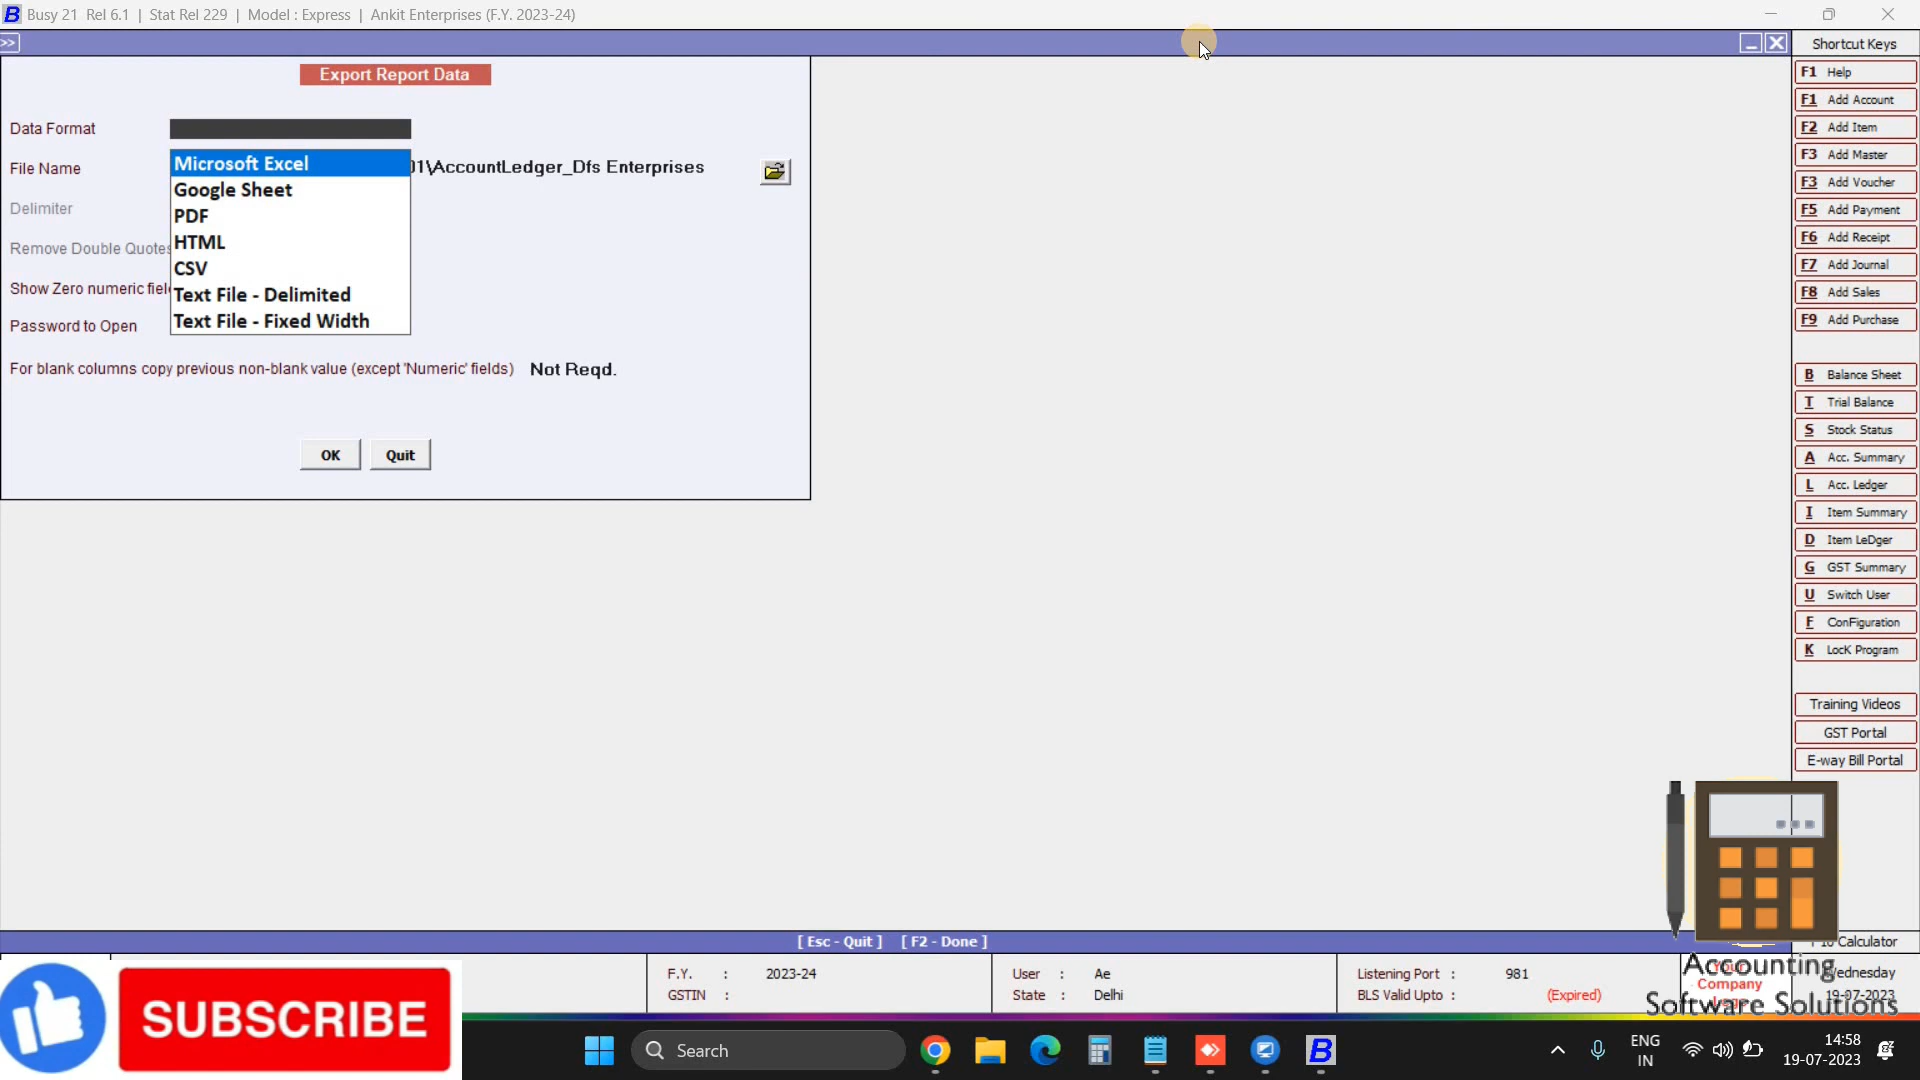 Busy 21 Rel 6.1 | Stat Rel 229 | Model : Express | Ankit Enterprises (F.Y. 2023-24)
>>
Shortcut Keys
Export Report Data
Data Format
Microsoft Excel
Google Sheet
PDF
HTML
CSV
Text File - Delimited
Text File - Fixed Width
File Name
01\AccountLedger_Dfs Enterprises
Delimiter
Remove Double Quotes
Show Zero numeric
Password to Open
For blank columns copy previous non-blank value (except 'Numeric' fields) Not Reqd.
OK Quit
F1 Help
F1 Add Account
F2 Add Item
F3 Add Master
F3 Add Voucher
F5 Add Payment
F6 Add Receipt
F7 Add Journal
F8 Add Sales
F9 Add Purchase
B Balance Sheet
T Trial Balance
S Stock Status
A Acc. Summary
L Acc. Ledger
I Item Summary
D Item LeDger
G GST Summary
U Switch User
F ConFiguration
K LocK Program
Training Videos
GST Portal
E-way Bill Portal
[ Esc - Quit ] [ F2 - Done ]
Calculator
F.Y. : 2023-24
GSTIN :
User : Ae
State : Delhi
Listening Port : 981
BLS Valid Upto : (Expired)
Your
Company
Wednesday
19-07-2023
Accounting
Software Solutions
SUBSCRIBE
Search
ENG
IN
14:58
19-07-2023